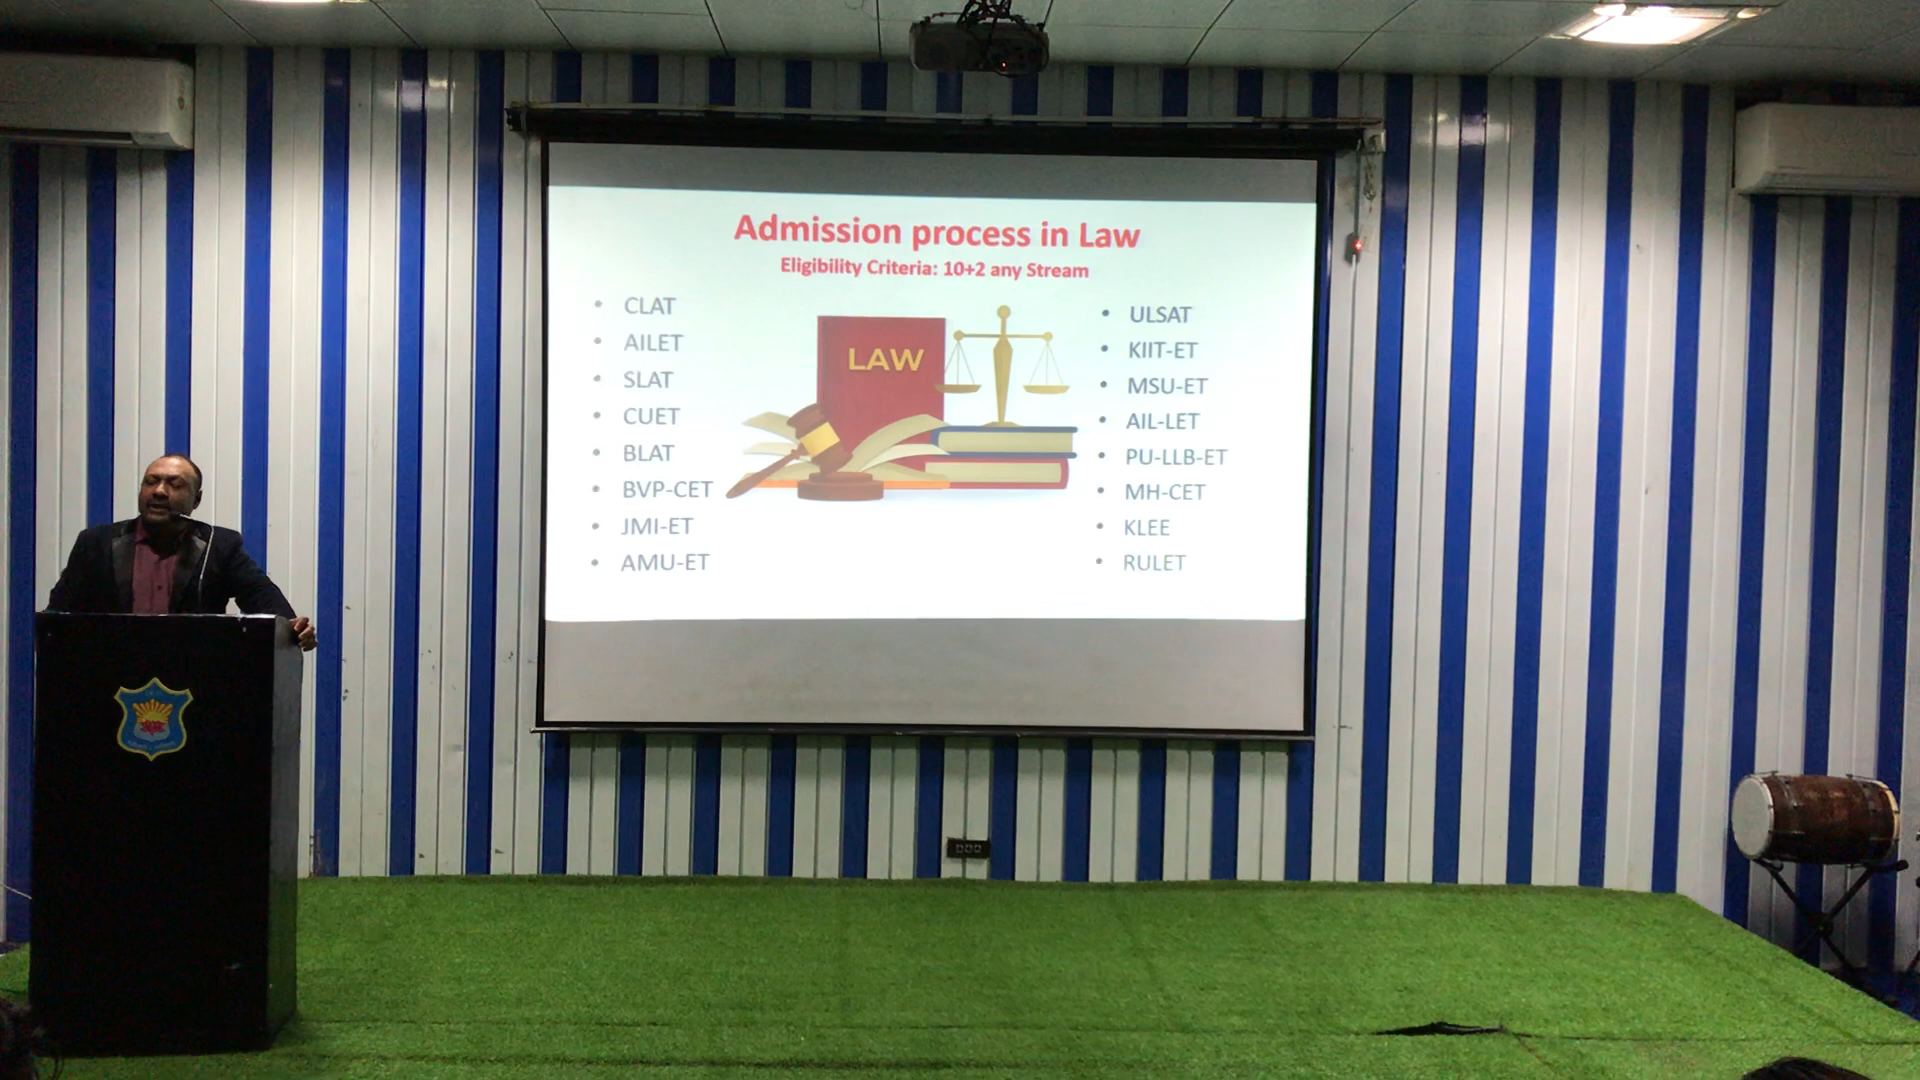 Admission process in Law
Eligibility Criteria: 10+2 any Stream
• CLAT
• AILET
• SLAT
• CUET
• BLAT
• BVP-CET
• JMI-ET
• AMU-ET
LAW
• ULSAT
• KIIT-ET
• MSU-ET
• AIL-LET
• PU-LLB-ET
• MH-CET
• KLEE
• RULET